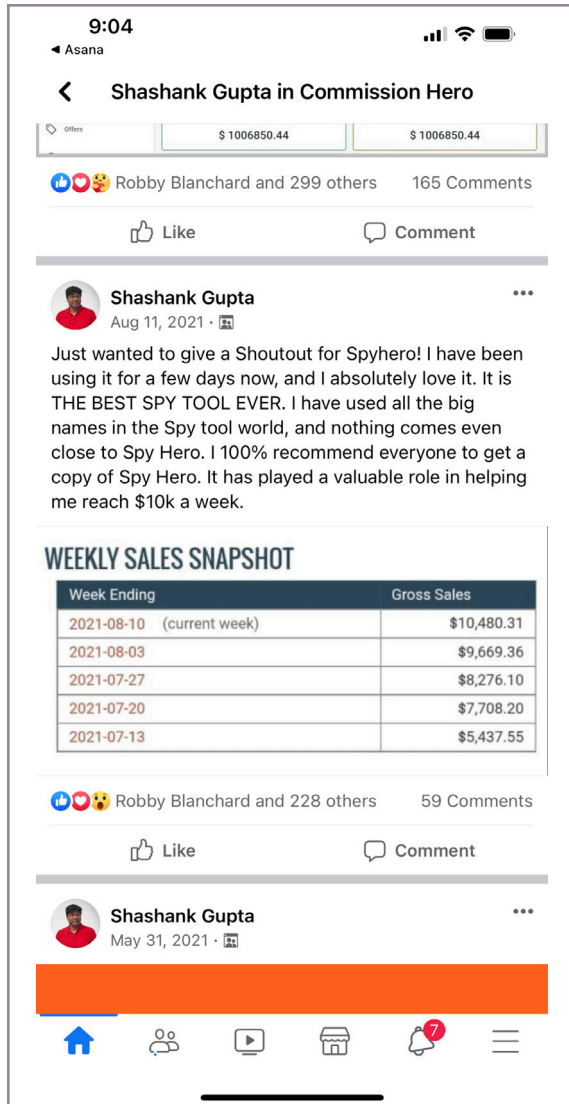 9:04
◄ Asana
Shashank Gupta in Commission Hero
Offers
$ 1006850.44 $ 1006850.44
Robby Blanchard and 299 others 165 Comments
Like Comment
Shashank Gupta
Aug 11, 2021 ·
Just wanted to give a Shoutout for Spyhero! I have been
using it for a few days now, and I absolutely love it. It is
THE BEST SPY TOOL EVER. I have used all the big
names in the Spy tool world, and nothing comes even
close to Spy Hero. I 100% recommend everyone to get a
copy of Spy Hero. It has played a valuable role in helping
me reach $10k a week.
WEEKLY SALES SNAPSHOT
Week Ending Gross Sales
2021-08-10 (current week) $10,480.31
2021-08-03 $9,669.36
2021-07-27 $8,276.10
2021-07-20 $7,708.20
2021-07-13 $5,437.55
Robby Blanchard and 228 others 59 Comments
Like Comment
Shashank Gupta
May 31, 2021 ·
7